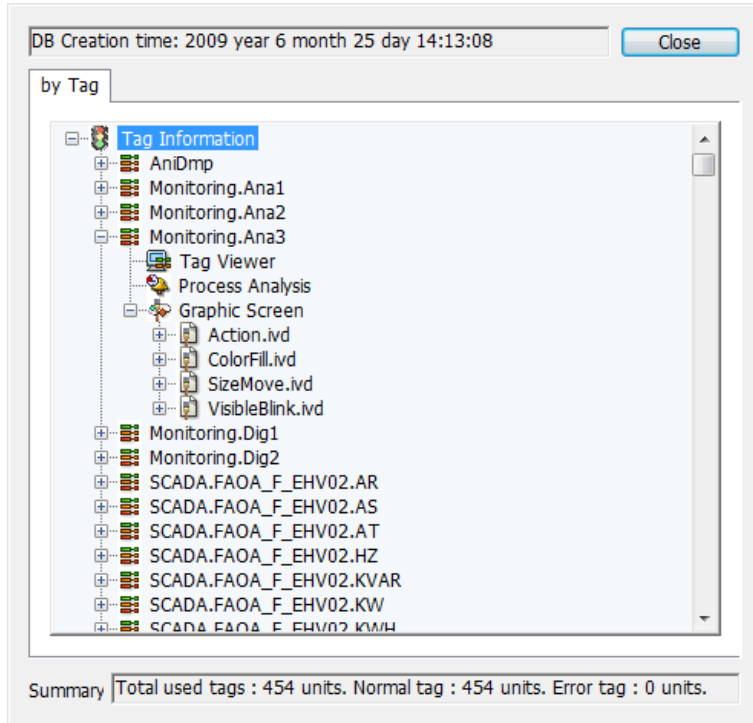 DB Creation time: 2009 year 6 month 25 day 14:13:08
Close
by Tag
Tag Information
AniDmp
Monitoring.Ana1
Monitoring.Ana2
Monitoring.Ana3
Tag Viewer
Process Analysis
Graphic Screen
Action.ivd
ColorFill.ivd
SizeMove.ivd
VisibleBlink.ivd
Monitoring.Dig1
Monitoring.Dig2
SCADA.FAOA_F_EHV02.AR
SCADA.FAOA_F_EHV02.AS
SCADA.FAOA_F_EHV02.AT
SCADA.FAOA_F_EHV02.HZ
SCADA.FAOA_F_EHV02.KVAR
SCADA.FAOA_F_EHV02.KW
SCADA.FAOA_F_EHV02.KWH
Summary Total used tags : 454 units. Normal tag : 454 units. Error tag : 0 units.